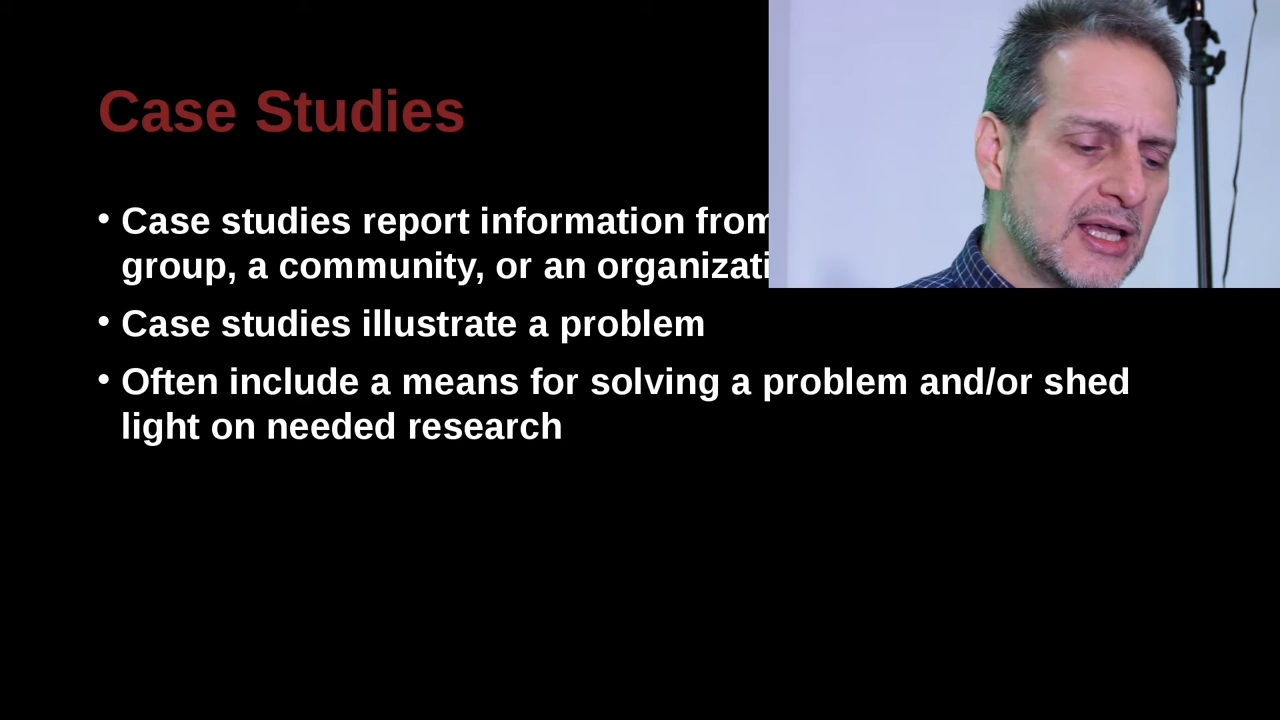 Case Studies
• Case studies report information from
group, a community, or an
• Case studies illustrate a problem
• Often include a means for solving a problem and/or shed
light on needed research